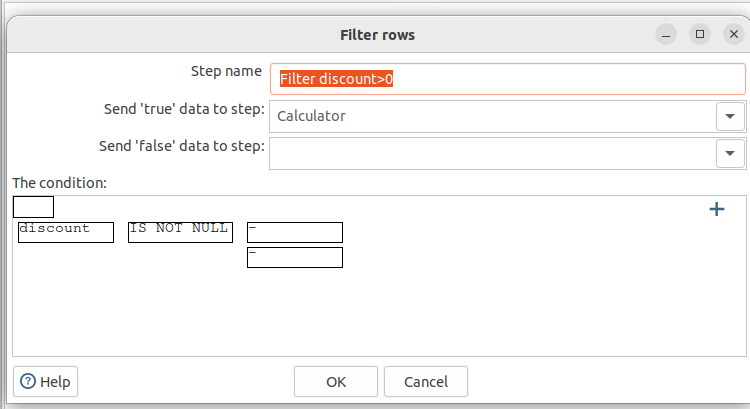 Filter rows
Step name Filter discount>0
Send 'true' data to step: Calculator
Send 'false' data to step:
The condition:
discount IS NOT NULL -
-
Help OK Cancel